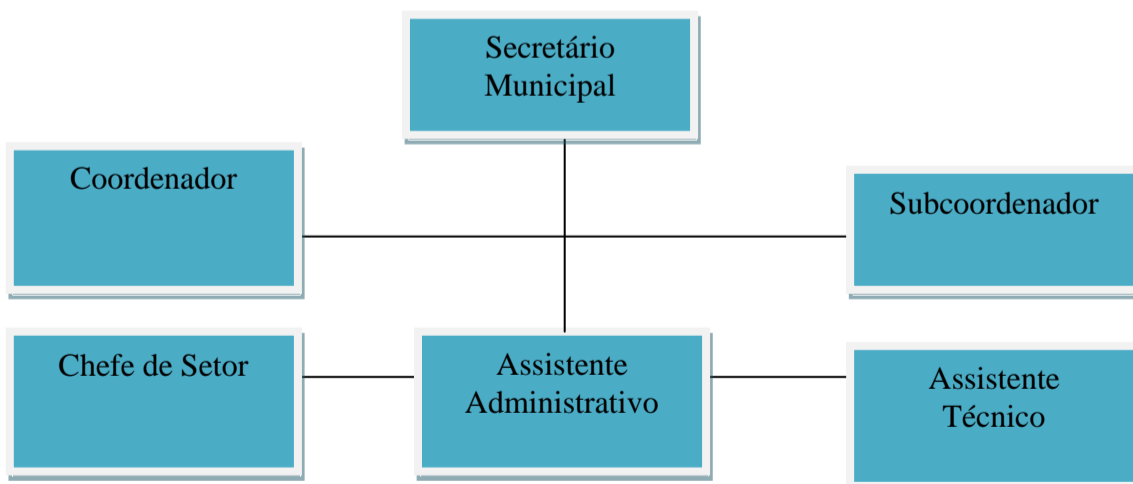 Secretário
Municipal
Coordenador
Subcoordenador
Chefe de Setor
Assistente
Administrativo
Assistente
Técnico